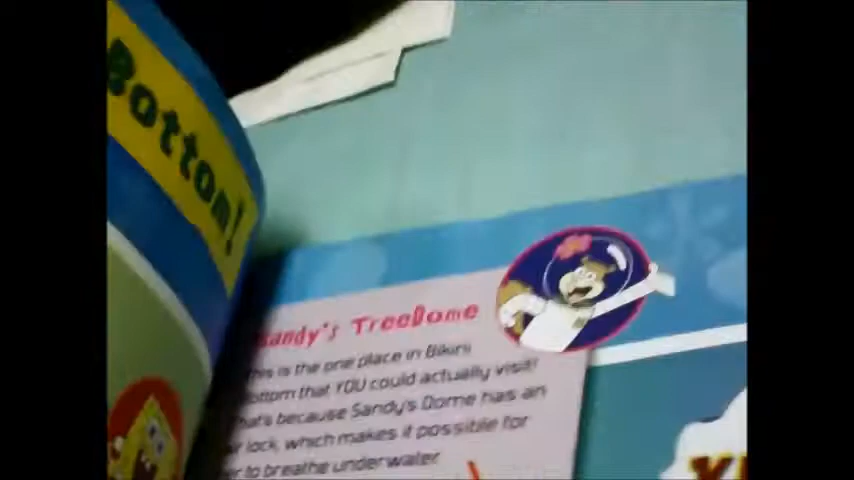 Bottom!
Sandy's TreeDome
This is the one place in Bikini
Bottom that YOU could actually visit!
That's because Sandy's Dome has an
air lock, which makes it possible for
her to breathe underwater.